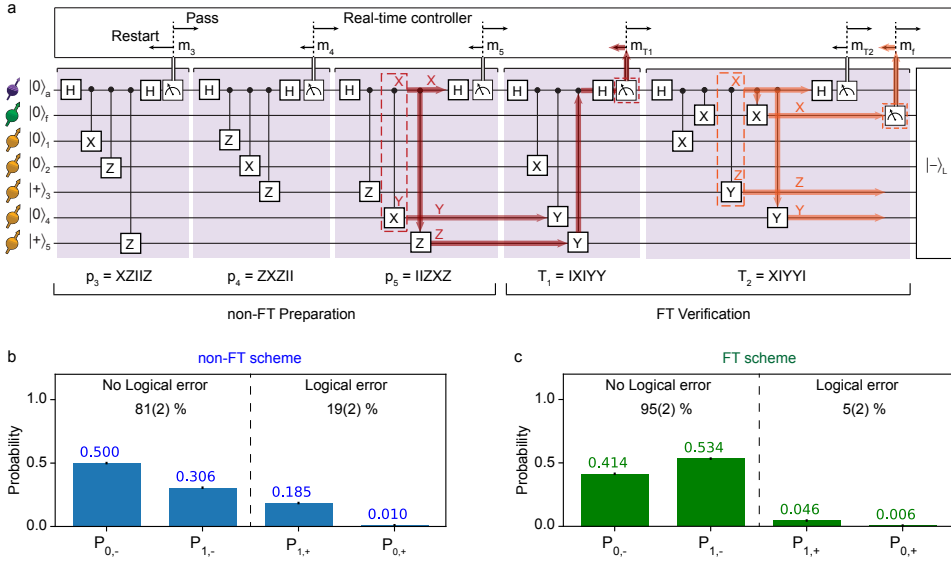 a
Pass Real-time controller
Restart m3 m4 m5 mT1 mT2 mf
|0⟩a H H H H H X H H H X H
|0⟩f X X X
|0⟩1 X Z X
|0⟩2 Z X X |−⟩L
|+⟩3 Z Z Z Y Z
|0⟩4 Y X Y Y Y Y
|+⟩5 Z Z Z Y
p3 = XZIIZ p4 = ZXZII p5 = IIZXZ T1 = IXIYY T2 = XIYYI
non-FT Preparation FT Verification
b non-FT scheme
No Logical error Logical error
81(2) % 19(2) %
Probability
1.0
0.5
0.0
0.500
0.306
0.185
0.010
P0,- P1,- P1,+ P0,+
c FT scheme
No Logical error Logical error
95(2) % 5(2) %
Probability
1.0
0.5
0.0
0.414
0.534
0.046
0.006
P0,- P1,- P1,+ P0,+